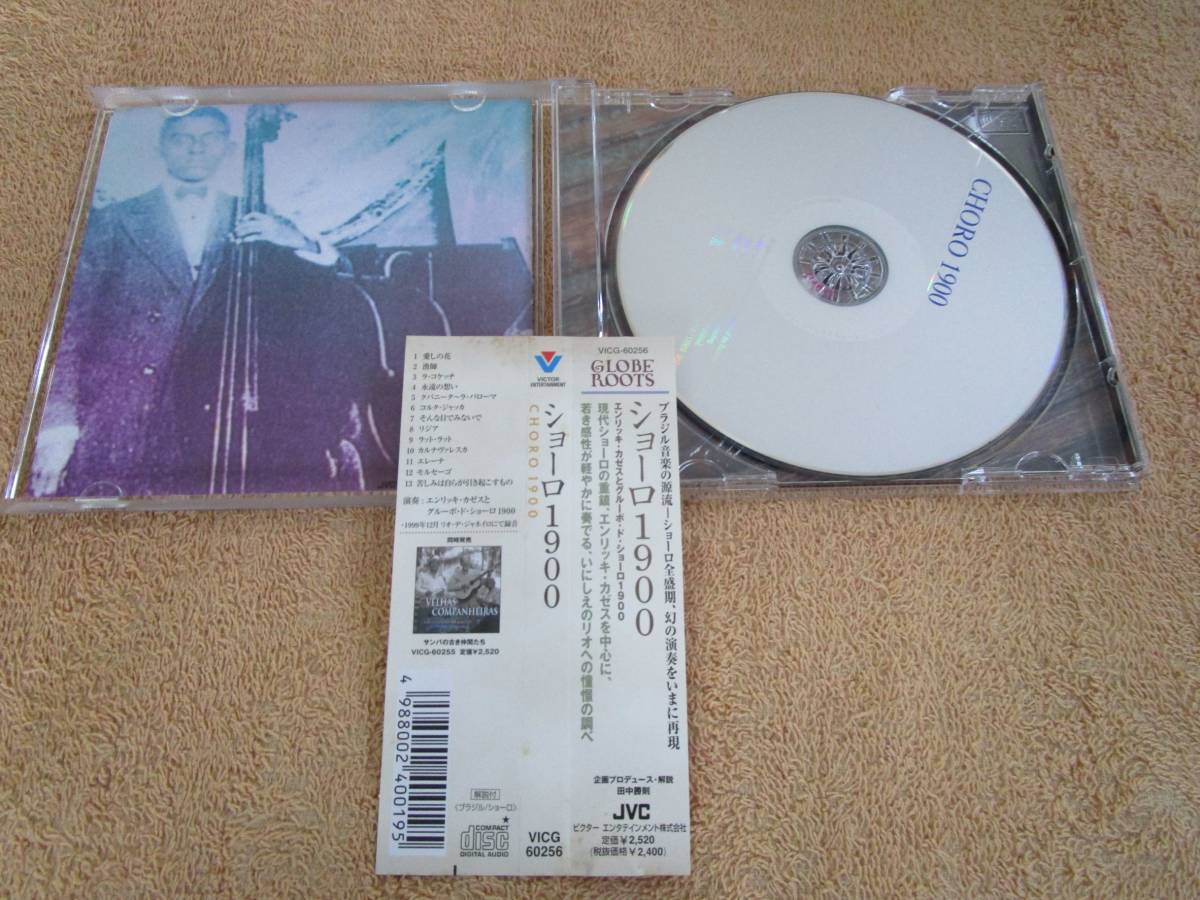 CHORO 1900
1 愛しの花
2 漁師
3 ラ・コケッチ
4 永遠の想い
5 クバニータ〜ラ・パローマ
6 コルタ・ジャッカ
7 そんな目でみないで
8 リジア
9 ラット・ラット
10 カルナヴァレスカ
11 エレーナ
12 モルセーゴ
13 苦しみは自らが引き起こすもの
演奏:エンリッキ・カゼスと
グルーポ・ド・ショーロ1900
・1998年12月 リオ・デ・ジャネイロにて録音
同時発売
VELHAS
COMPANHEIRAS
サンバの古き仲間たち
VICG-60255 定価¥2,520
4 988002 400195
VICTOR
ENTERTAINMENT
ショーロ1900
CHORO 1900
解説付
〈ブラジル/ショーロ〉
COMPACT
disc
DIGITAL AUDIO
VICG
60256
VICG-60256
GLOBE
ROOTS
ブラジル音楽の源流ーショーロ全盛期、幻の演奏をいまに再現
ショーロ1900
エンリッキ・カゼスとグルーポ・ド・ショーロ1900
現代ショーロの重鎮、エンリッキ・カゼスを中心に、
若き感性が軽やかに奏でる、いにしえのリオへの憧憬の調べ
企画プロデュース・解説
田中勝則
JVC
ビクター エンタテインメント株式会社
定価¥2,520
(税抜価格¥2,400)